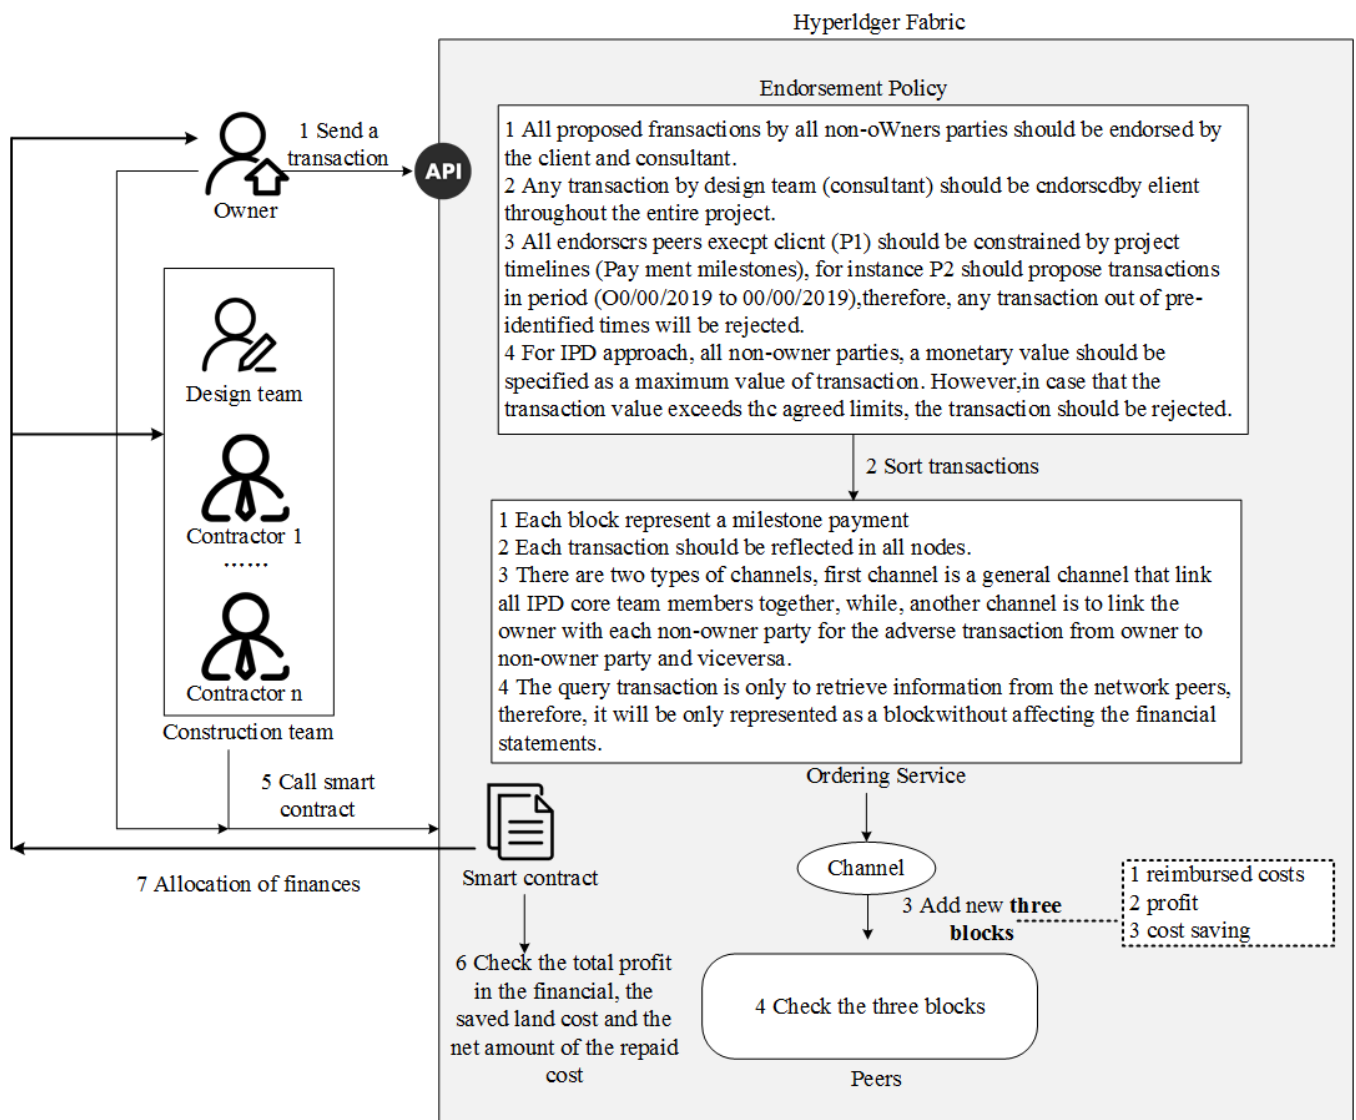 Hyperldger Fabric
Endorsement Policy
1 Send a
transaction
API
Owner
1 All proposed fransactions by all non-oWners parties should be endorsed by
the client and consultant.
2 Any transaction by design team (consultant) should be cndorscdby elient
throughout the entire project.
3 All endorscrs peers execpt clicnt (P1) should be constrained by project
timelines (Pay ment milestones), for instance P2 should propose transactions
in period (O0/00/2019 to 00/00/2019),therefore, any transaction out of pre-
identified times will be rejected.
4 For IPD approach, all non-owner parties, a monetary value should be
specified as a maximum value of transaction. However,in case that the
transaction value exceeds thc agreed limits, the transaction should be rejected.
Design team
Contractor 1
......
Contractor n
Construction team
2 Sort transactions
1 Each block represent a milestone payment
2 Each transaction should be reflected in all nodes.
3 There are two types of channels, first channel is a general channel that link
all IPD core team members together, while, another channel is to link the
owner with each non-owner party for the adverse transaction from owner to
non-owner party and viceversa.
4 The query transaction is only to retrieve information from the network peers,
therefore, it will be only represented as a blockwithout affecting the financial
statements.
Ordering Service
5 Call smart
contract
7 Allocation of finances
Smart contract
Channel
3 Add new three
blocks
1 reimbursed costs
2 profit
3 cost saving
6 Check the total profit
in the financial, the
saved land cost and the
net amount of the repaid
cost
4 Check the three blocks
Peers